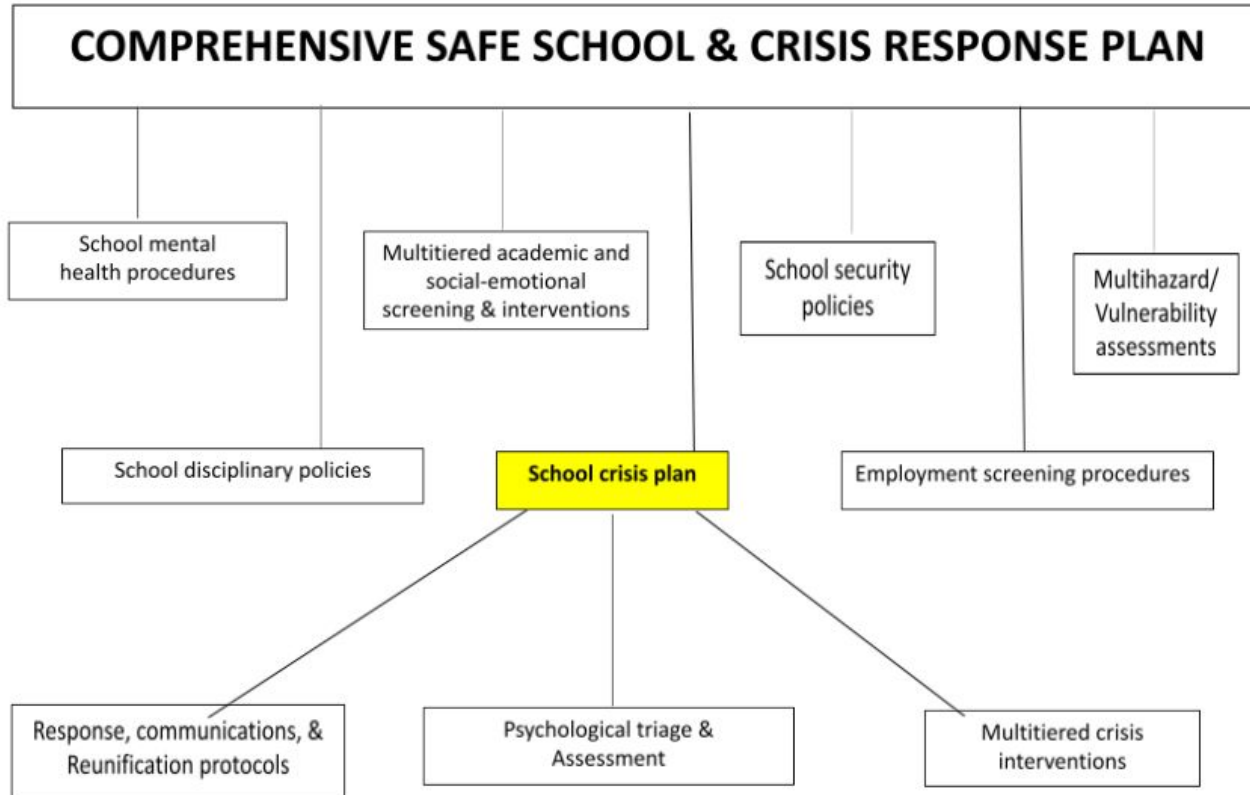 COMPREHENSIVE SAFE SCHOOL & CRISIS RESPONSE PLAN
School mental
health procedures
Multitiered academic and
social-emotional
screening & interventions
School security
policies
Multihazard/
Vulnerability
assessments
School disciplinary policies
School crisis plan
Employment screening procedures
Response, communications, &
Reunification protocols
Psychological triage &
Assessment
Multitiered crisis
interventions